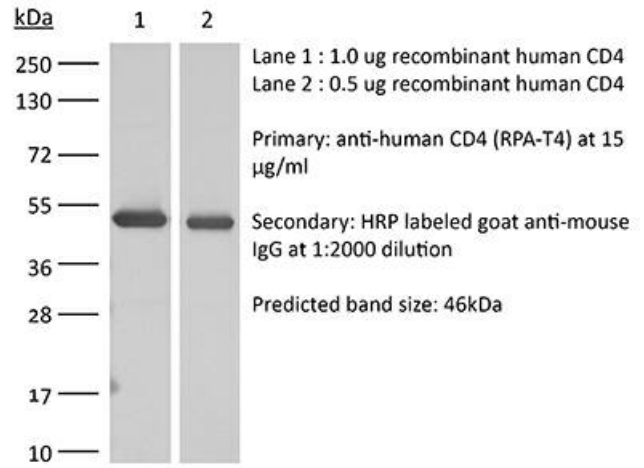 kDa
1 2
250
130
72
55
36
28
17
10
Lane 1 : 1.0 ug recombinant human CD4
Lane 2 : 0.5 ug recombinant human CD4
Primary: anti-human CD4 (RPA-T4) at 15
µg/ml
Secondary: HRP labeled goat anti-mouse
IgG at 1:2000 dilution
Predicted band size: 46kDa